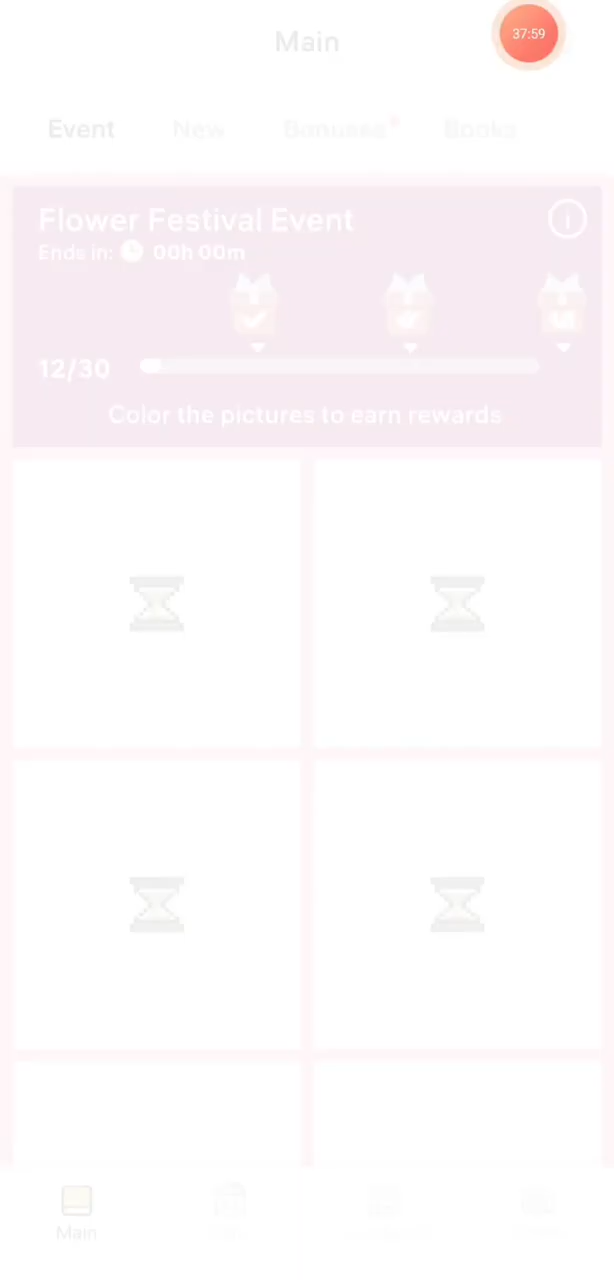 Main
37:59
Event New Bonuses Books
Flower Festival Event
Ends in: 00h 00m
12/30
Color the pictures to earn rewards
Main